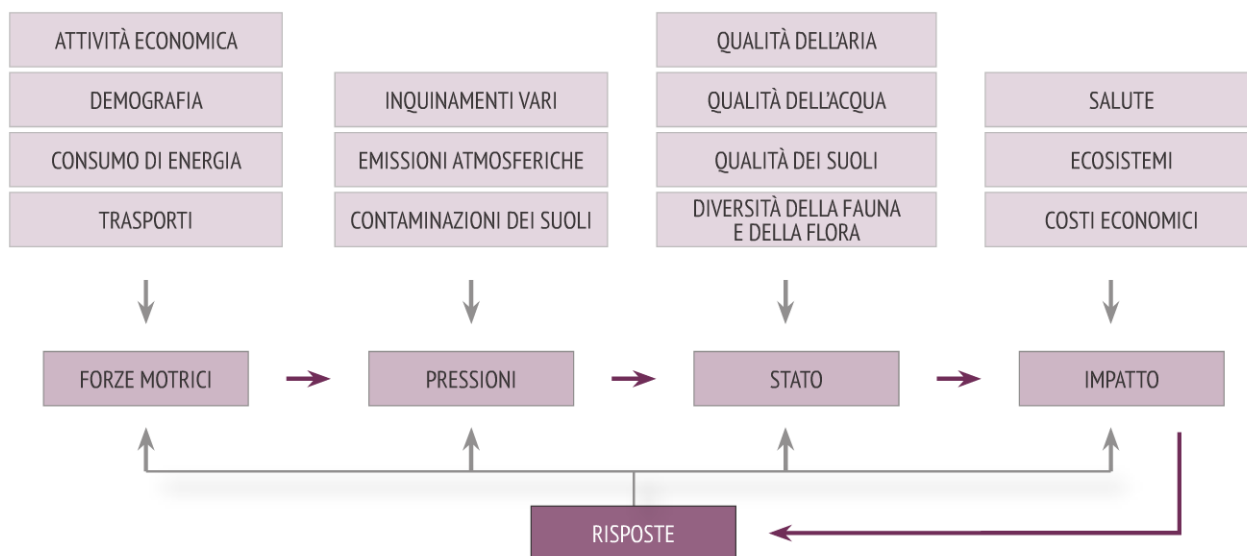 ATTIVITÀ ECONOMICA
DEMOGRAFIA
CONSUMO DI ENERGIA
TRASPORTI
INQUINAMENTI VARI
EMISSIONI ATMOSFERICHE
CONTAMINAZIONI DEI SUOLI
QUALITÀ DELL'ARIA
QUALITÀ DELL'ACQUA
QUALITÀ DEI SUOLI
DIVERSITÀ DELLA FAUNA
E DELLA FLORA
SALUTE
ECOSISTEMI
COSTI ECONOMICI
FORZE MOTRICI
PRESSIONI
STATO
IMPATTO
RISPOSTE